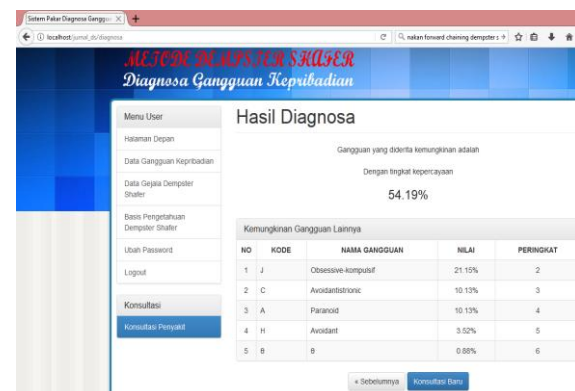 Sistem Pakar Diagnosa Ganggu
localhost/jurnal_ds/diagnosa
nakan forward chaining dempster s
METODE DEMPSTER SHAFER
Diagnosa Gangguan Kepribadian
Menu User
Halaman Depan
Data Gangguan Kepribadian
Data Gejala Dempster
Shafer
Basis Pengetahuan
Dempster Shafer
Ubah Password
Logout
Konsultasi
Konsultasi Penyakit
Hasil Diagnosa
Gangguan yang diderita kemungkinan adalah
Dengan tingkat kepercayaan
54.19%
Kemungkinan Gangguan Lainnya
NO KODE NAMA GANGGUAN NILAI PERINGKAT
1 J Obsessive-kompulsif 21.15% 2
2 C Avoidantistrionic 10.13% 3
3 A Paranoid 10.13% 4
4 H Avoidant 3.52% 5
5 θ θ 0.88% 6
« Sebelumnya Konsultasi Baru